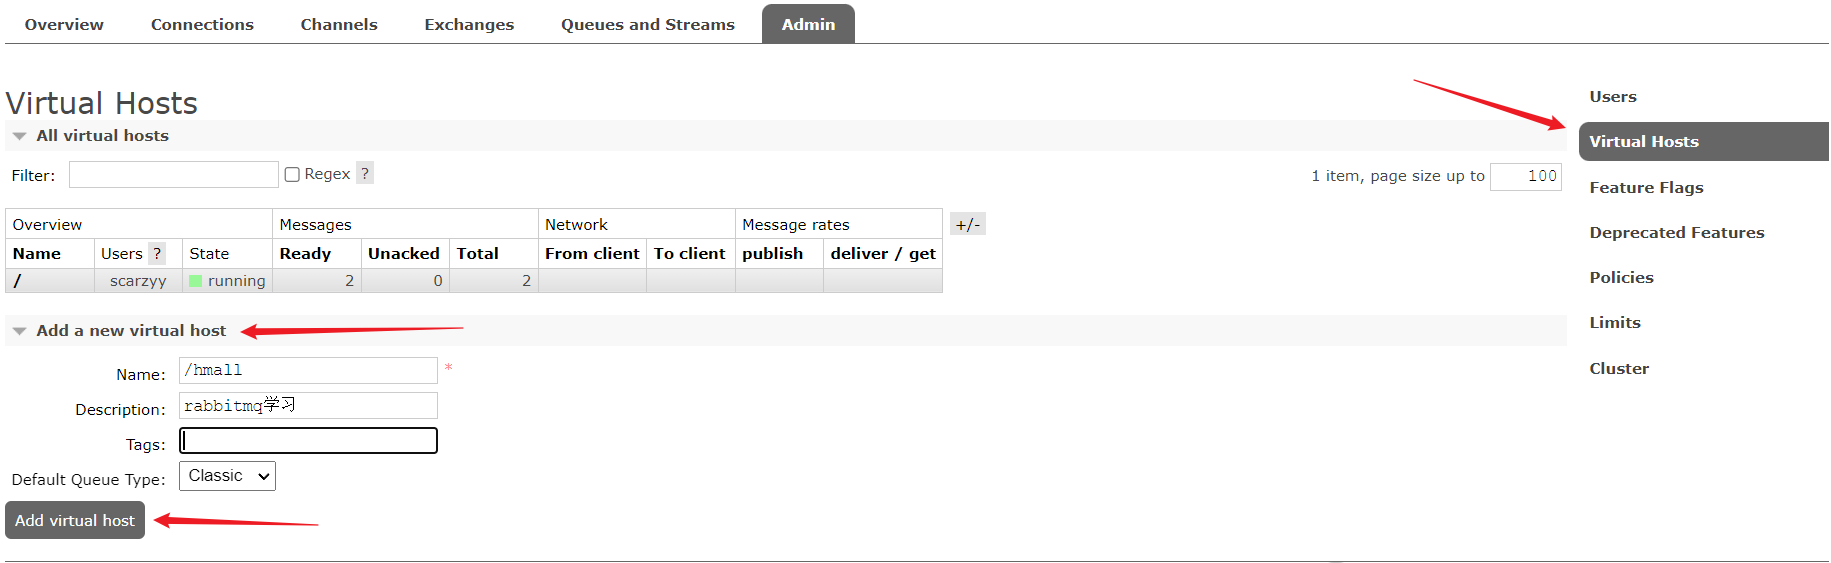 Overview Connections Channels Exchanges Queues and Streams Admin
Virtual Hosts
All virtual hosts
Filter: Regex ? 1 item, page size up to 100
Overview Messages Network Message rates +/-
Name Users ? State Ready Unacked Total From client To client publish deliver / get
/ scarzyy running 2 0 2
Add a new virtual host
Name: /hmall *
Description: rabbitmq学习
Tags:
Default Queue Type: Classic
Add virtual host
Users
Virtual Hosts
Feature Flags
Deprecated Features
Policies
Limits
Cluster